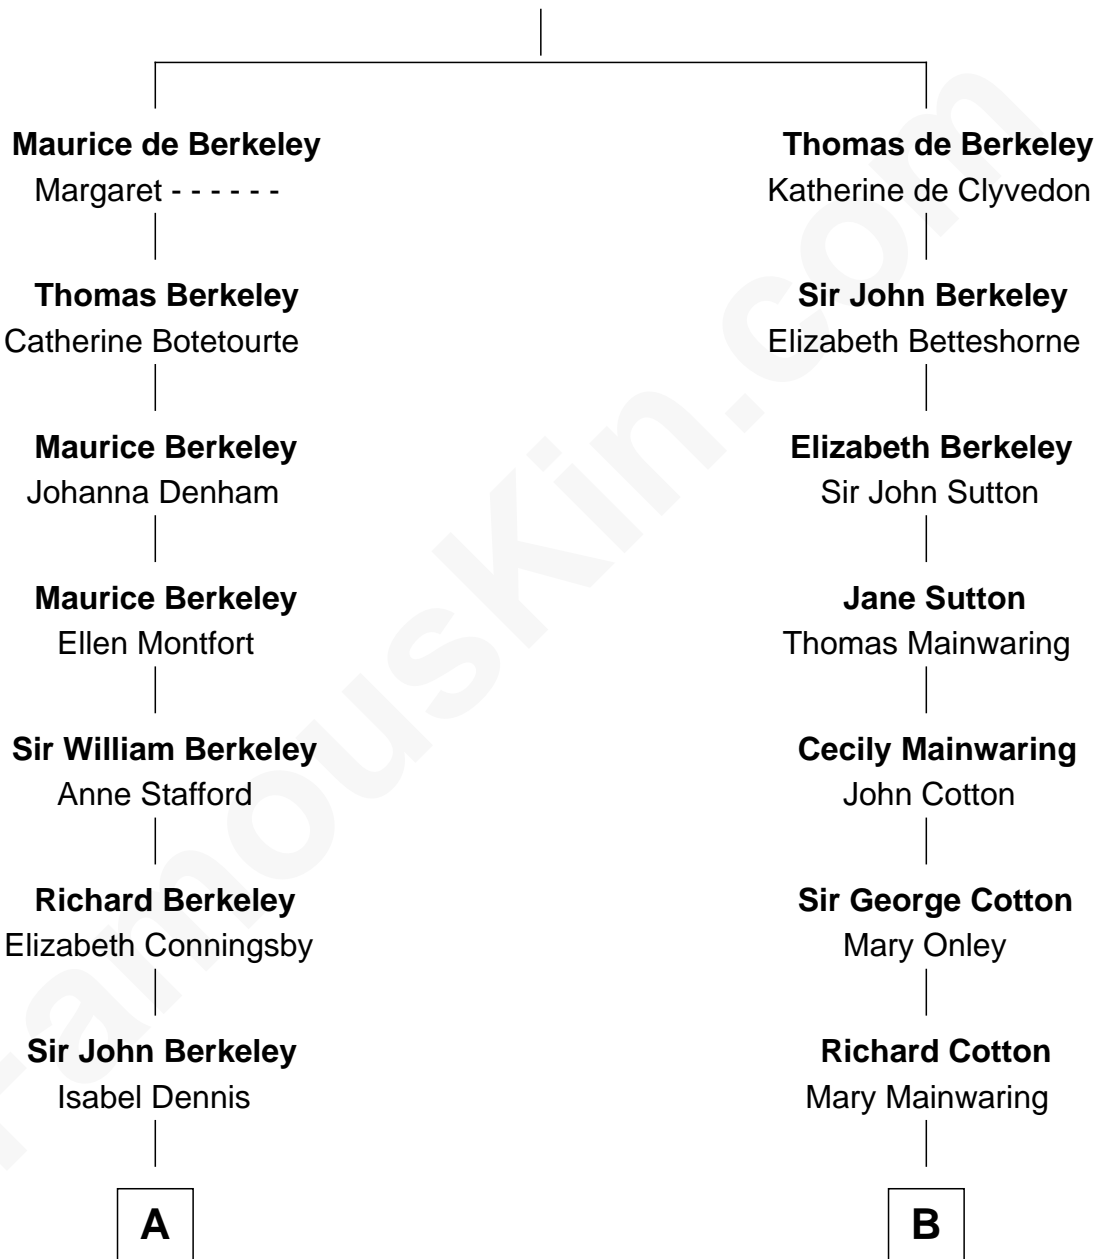 Maurice de Berkeley
Margaret - - - - - -
Thomas Berkeley
Catherine Botetourte
Maurice Berkeley
Johanna Denham
Maurice Berkeley
Ellen Montfort
Sir William Berkeley
Anne Stafford
Richard Berkeley
Elizabeth Conningsby
Sir John Berkeley
Isabel Dennis
A
Thomas de Berkeley
Katherine de Clyvedon
Sir John Berkeley
Elizabeth Betteshorne
Elizabeth Berkeley
Sir John Sutton
Jane Sutton
Thomas Mainwaring
Cecily Mainwaring
John Cotton
Sir George Cotton
Mary Onley
Richard Cotton
Mary Mainwaring
B
FamousKin.com